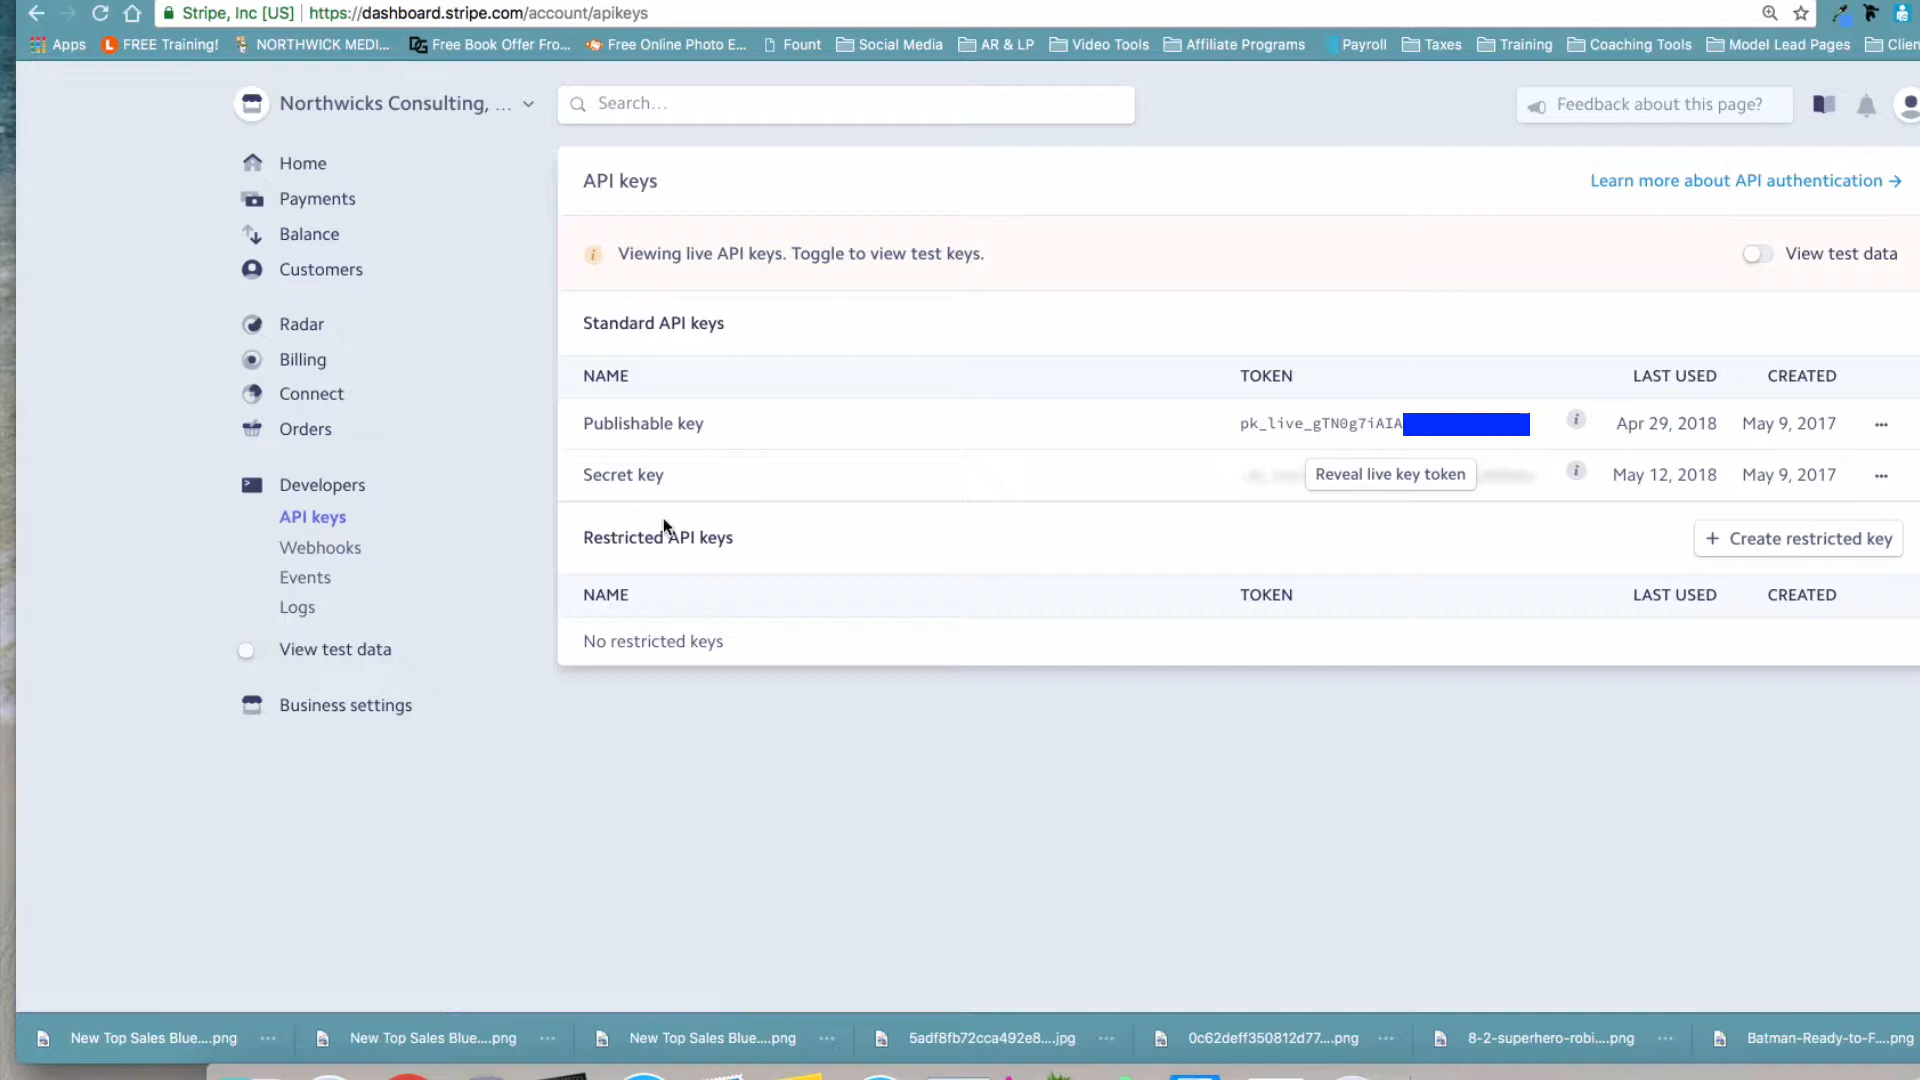 Stripe, Inc [US] https://dashboard.stripe.com/account/apikeys
Apps FREE Training! NORTHWICK MEDI... Free Book Offer Fro... Free Online Photo E... Fount Social Media AR & LP Video Tools Affiliate Programs Payroll Taxes Training Coaching Tools Model Lead Pages Clien
Northwicks Consulting, ... Search... Feedback about this page?
Home
Payments
Balance
Customers
Radar
Billing
Connect
Orders
Developers
API keys
Webhooks
Events
Logs
View test data
Business settings
API keys Learn more about API authentication →
Viewing live API keys. Toggle to view test keys. View test data
Standard API keys
NAME TOKEN LAST USED CREATED
Publishable key pk_live_gTN0g7iAIA Apr 29, 2018 May 9, 2017 ...
Secret key Reveal live key token May 12, 2018 May 9, 2017 ...
Restricted API keys + Create restricted key
NAME TOKEN LAST USED CREATED
No restricted keys
New Top Sales Blue....png ... New Top Sales Blue....png ... New Top Sales Blue....png ... 5adf8fb72cca492e8....jpg ... 0c62deff350812d77....png ... 8-2-superhero-robi....png ... Batman-Ready-to-F....png